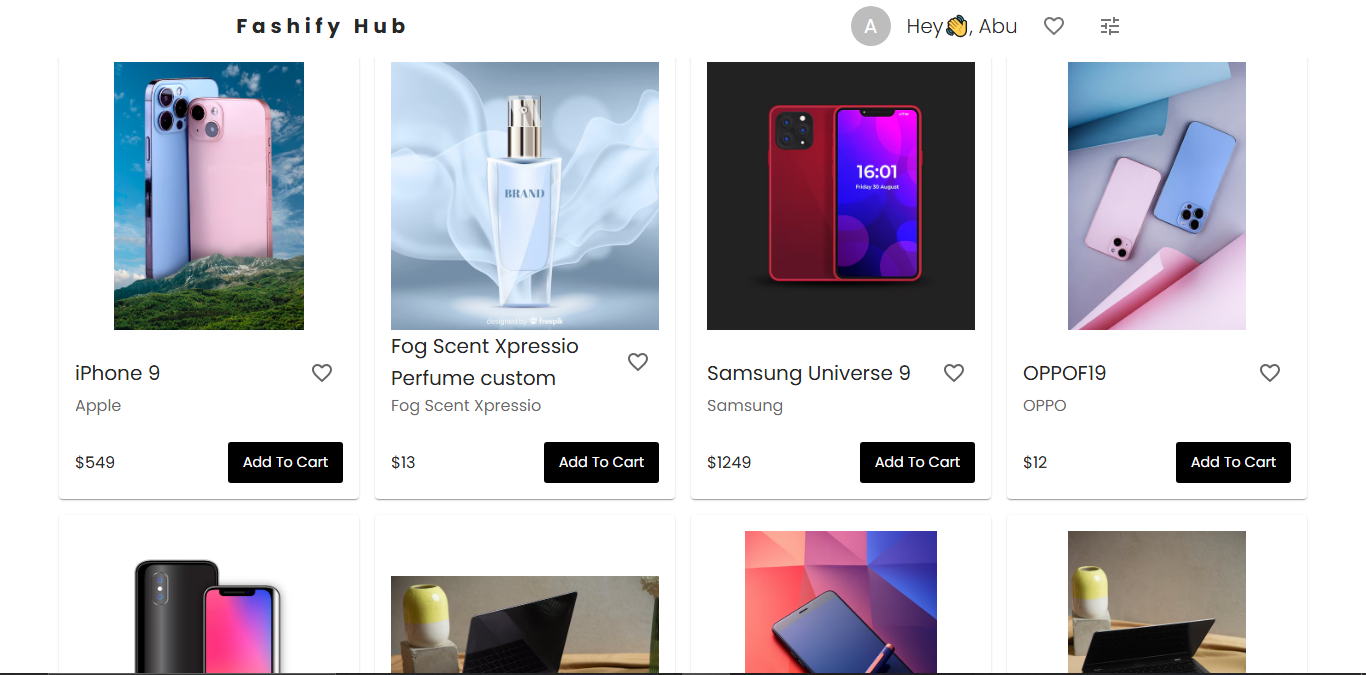 Fashify Hub
A
Hey👋, Abu
BRAND
designed by freepik
16:01
Friday 30 August
iPhone 9
Apple
$549
Add To Cart
Fog Scent Xpressio
Perfume custom
Fog Scent Xpressio
$13
Add To Cart
Samsung Universe 9
Samsung
$1249
Add To Cart
OPPOF19
OPPO
$12
Add To Cart